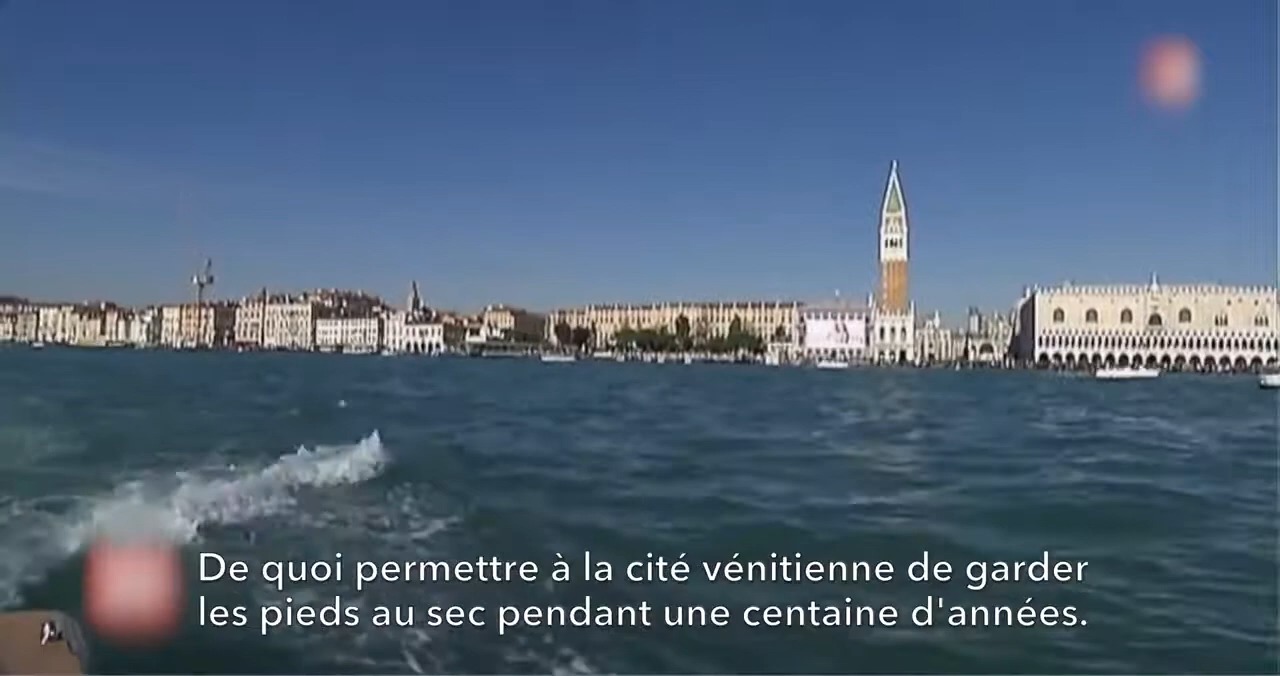 De quoi permettre à la cité vénitienne de garder
les pieds au sec pendant une centaine d'années.